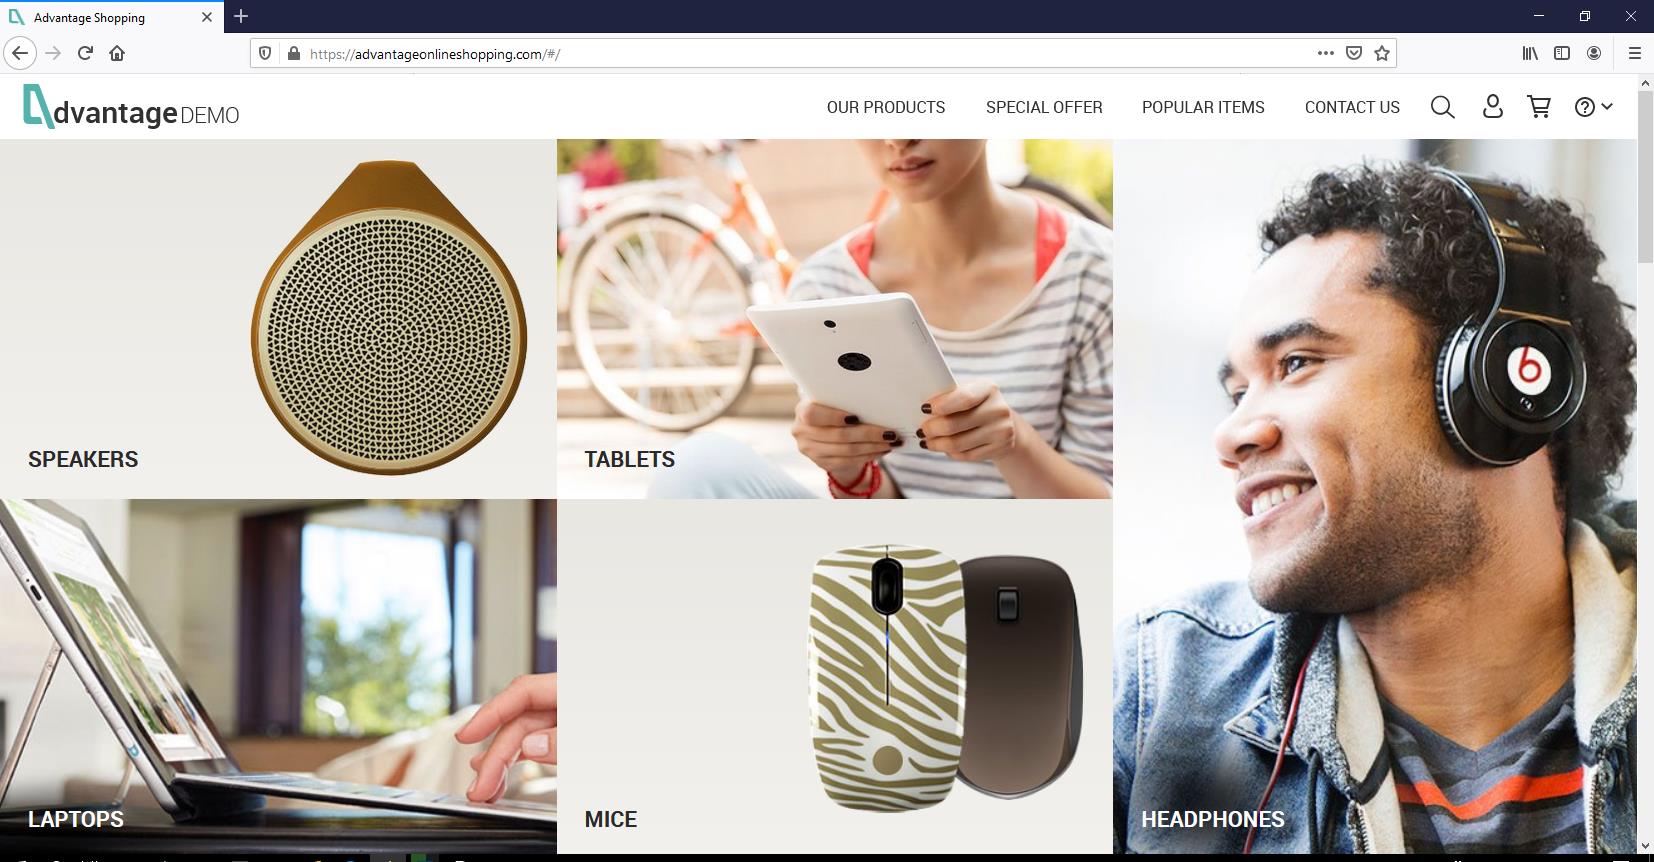 Advantage Shopping
https://advantageonlineshopping.com/#/
Advantage DEMO
OUR PRODUCTS
SPECIAL OFFER
POPULAR ITEMS
CONTACT US
SPEAKERS
TABLETS
LAPTOPS
MICE
HEADPHONES